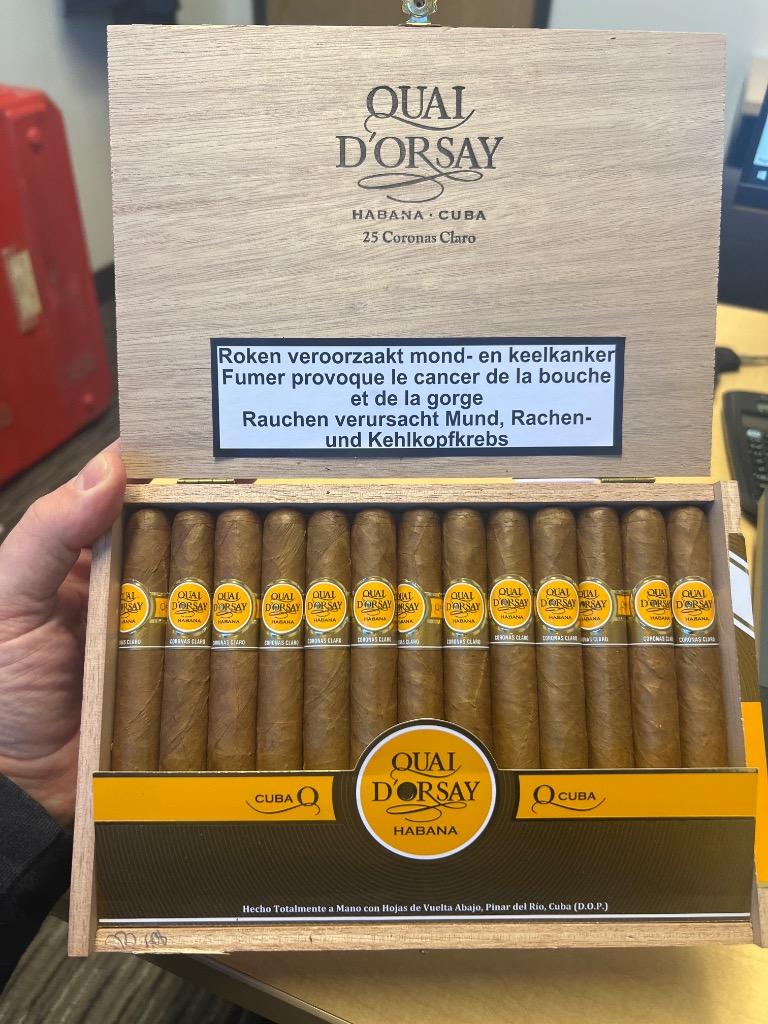 QUAI
D'ORSAY
HABANA · CUBA
25 Coronas Claro
Roken veroorzaakt mond- en keelkanker
Fumer provoque le cancer de la bouche
et de la gorge
Rauchen verursacht Mund, Rachen-
und Kehlkopfkrebs
QUAI
D'ORSAY
HABANA
CORONAS CLARO
CUBA Q
QUAI
D'ORSAY
HABANA
Q CUBA
Hecho Totalmente a Mano con Hojas de Vuelta Abajo, Pinar del Río, Cuba (D.O.P.)